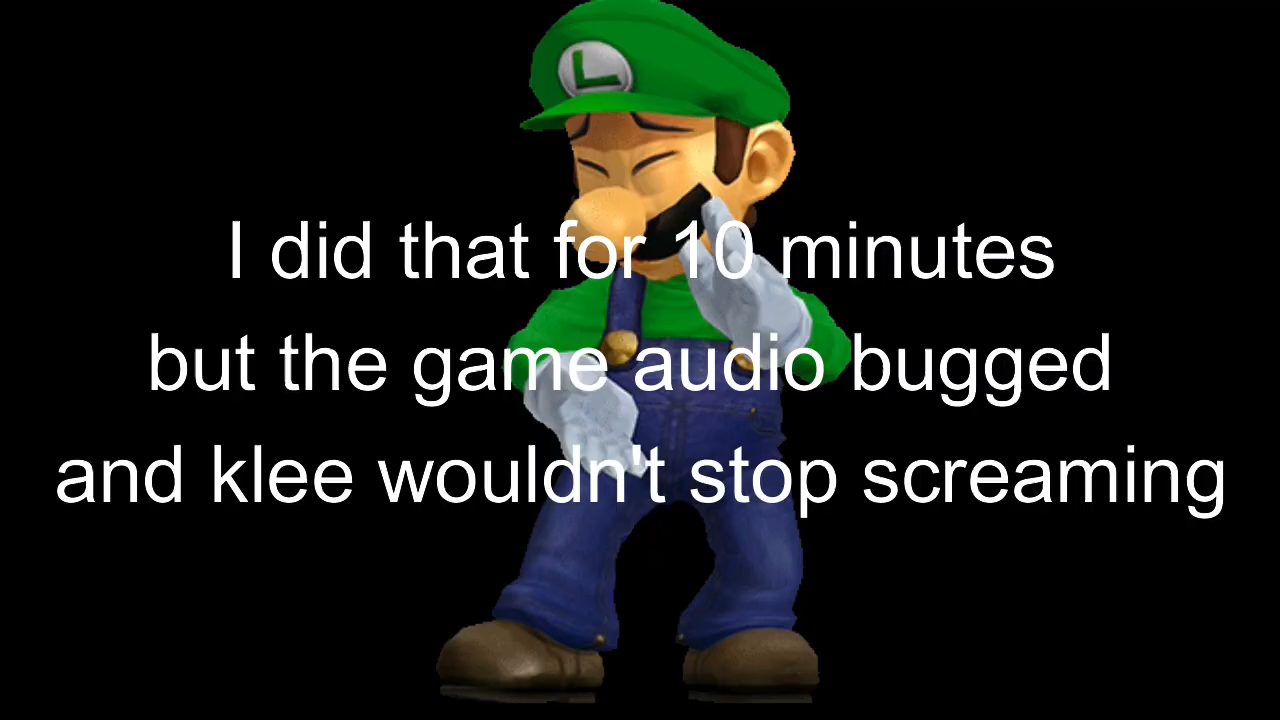 L
I did that for 10 minutes
but the game audio bugged
and klee wouldn't stop screaming